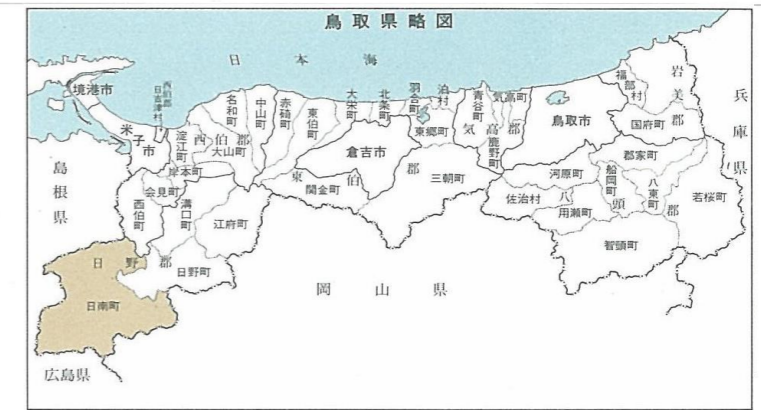 鳥取県略図
日本海
兵庫県
島根県
岡山県
広島県
境港市
西伯郡
日吉津村
米子市
淀江町
西伯郡
大山町
名和町
中山町
赤碕町
東伯町
大栄町
北条町
羽合町
泊村
東郷町
青谷町
気高町
気高郡
鹿野町
鳥取市
福部村
岩美郡
国府町
岸本町
会見町
西伯町
溝口町
江府町
倉吉市
東伯郡
関金町
三朝町
河原町
郡家町
船岡町
八東町
八頭郡
若桜町
佐治村
用瀬町
智頭町
日野郡
日野町
日南町